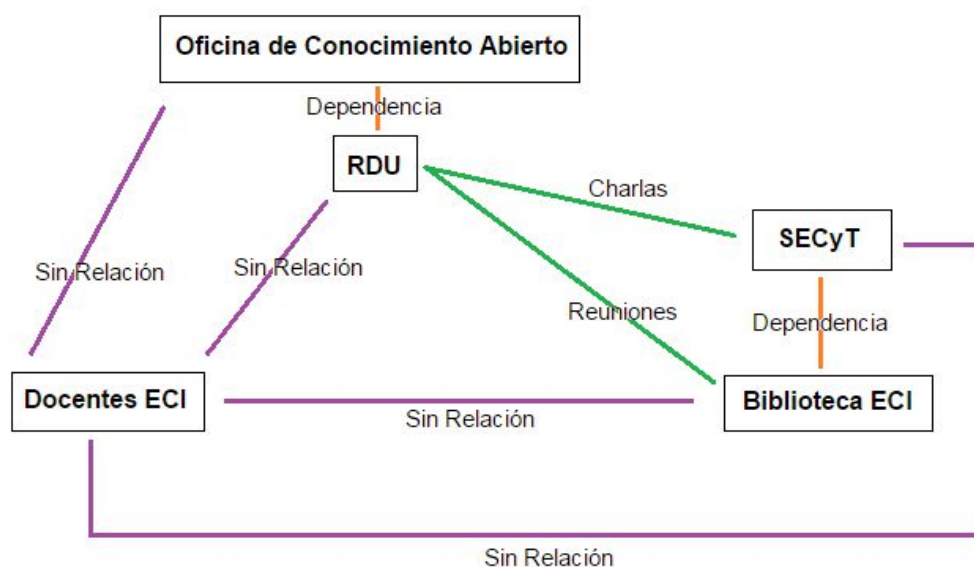 Oficina de Conocimiento Abierto
Dependencia
RDU
Charlas
SECyT
Sin Relación
Sin Relación
Reuniones
Dependencia
Docentes ECI
Biblioteca ECI
Sin Relación
Sin Relación